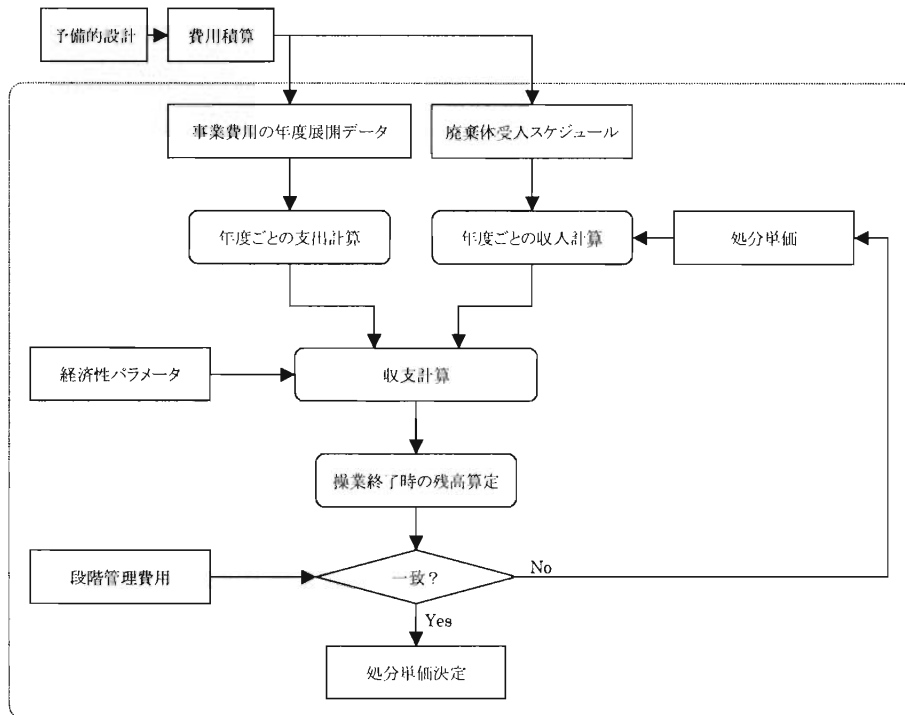 予備的設計
費用積算
事業費用の年度展開データ
廃棄体受入スケジュール
年度ごとの支出計算
年度ごとの収入計算
処分単価
経済性パラメータ
収支計算
操業終了時の残高算定
段階管理費用
一致？
No
Yes
処分単価決定